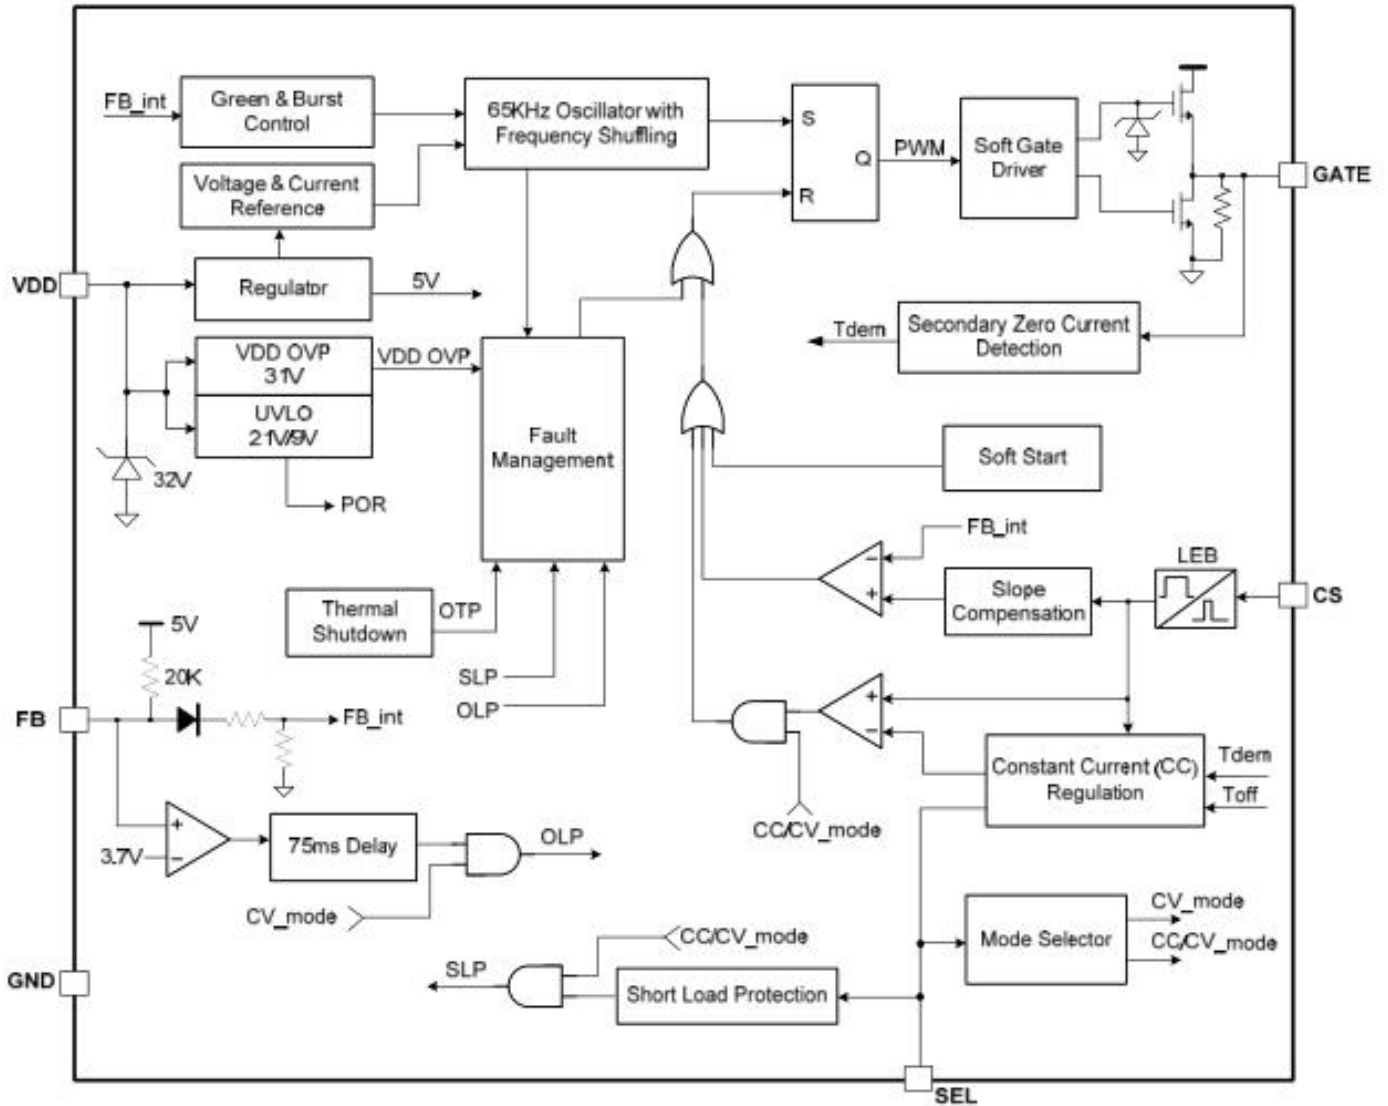 FB_int
Green & Burst
Control
65KHz Oscillator with
Frequency Shuffling
S
R
Q
PWM
Soft Gate
Driver
GATE
Voltage & Current
Reference
VDD
Regulator
5V
VDD OVP
31V
VDD OVP
UVLO
21V/9V
32V
POR
Fault
Management
Tdem
Secondary Zero Current
Detection
Soft Start
FB_int
−
+
Slope
Compensation
LEB
CS
Thermal
Shutdown
OTP
SLP
OLP
5V
20K
FB
FB_int
+
−
CC/CV_mode
Constant Current (CC)
Regulation
Tdem
Toff
+
3.7V
−
75ms Delay
OLP
CV_mode
CC/CV_mode
SLP
Short Load Protection
Mode Selector
CV_mode
CC/CV_mode
GND
SEL